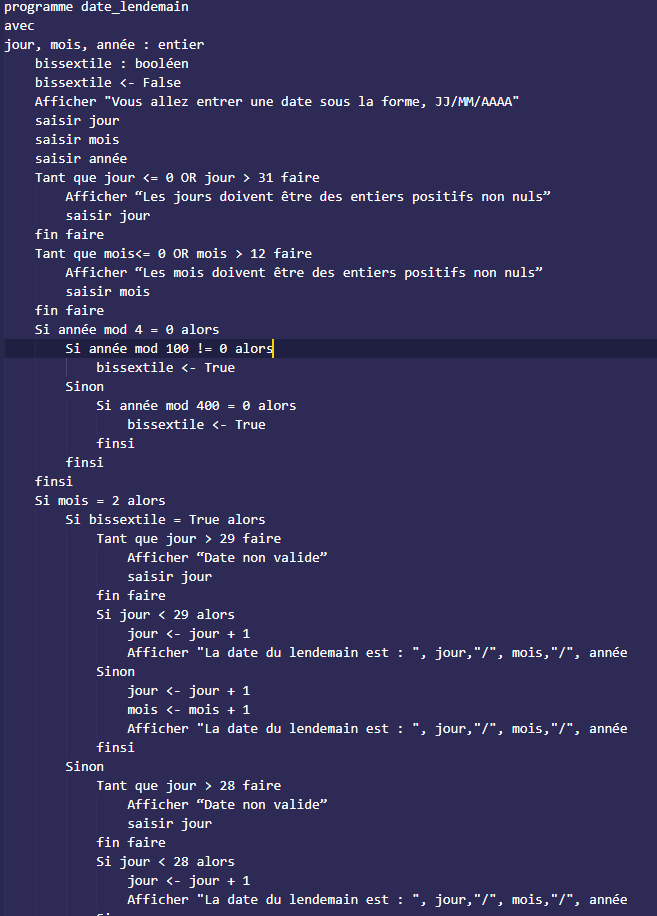 programme date_lendemain
avec
jour, mois, année : entier
bissextile : booléen
bissextile <- False
Afficher "Vous allez entrer une date sous la forme, JJ/MM/AAAA"
saisir jour
saisir mois
saisir année
Tant que jour <= 0 OR jour > 31 faire
Afficher “Les jours doivent être des entiers positifs non nuls”
saisir jour
fin faire
Tant que mois<= 0 OR mois > 12 faire
Afficher “Les mois doivent être des entiers positifs non nuls”
saisir mois
fin faire
Si année mod 4 = 0 alors
Si année mod 100 != 0 alors
bissextile <- True
Sinon
Si année mod 400 = 0 alors
bissextile <- True
finsi
finsi
finsi
Si mois = 2 alors
Si bissextile = True alors
Tant que jour > 29 faire
Afficher “Date non valide”
saisir jour
fin faire
Si jour < 29 alors
jour <- jour + 1
Afficher "La date du lendemain est : ", jour,"/", mois,"/", année
Sinon
jour <- jour + 1
mois <- mois + 1
Afficher "La date du lendemain est : ", jour,"/", mois,"/", année
finsi
Sinon
Tant que jour > 28 faire
Afficher “Date non valide”
saisir jour
fin faire
Si jour < 28 alors
jour <- jour + 1
Afficher "La date du lendemain est : ", jour,"/", mois,"/", année